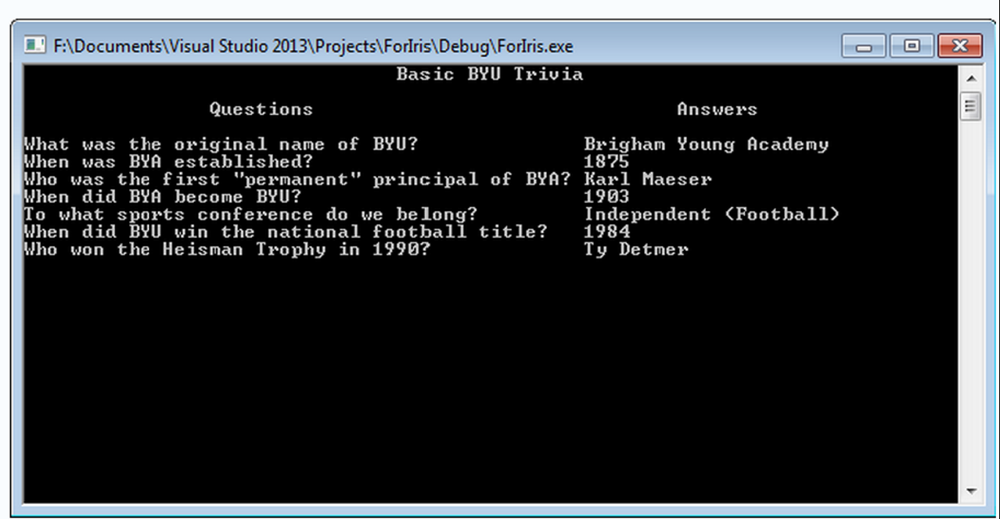 F:\Documents\Visual Studio 2013\Projects\ForIris\Debug\ForIris.exe
Basic BYU Trivia
Questions Answers
What was the original name of BYU? Brigham Young Academy
When was BYA established? 1875
Who was the first "permanent" principal of BYA? Karl Maeser
When did BYA become BYU? 1903
To what sports conference do we belong? Independent (Football)
When did BYU win the national football title? 1984
Who won the Heisman Trophy in 1990? Ty Detmer